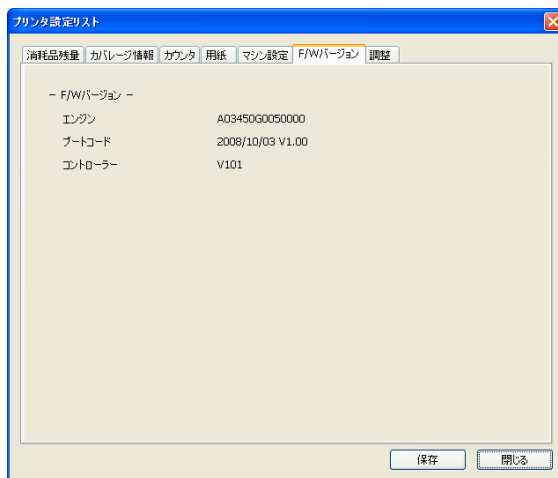 プリンタ設定リスト
消耗品残量 カバレージ情報 カウンタ 用紙 マシン設定 F/Wバージョン 調整
− F/Wバージョン −
エンジン A03450G0050000
ブートコード 2008/10/03 V1.00
コントローラー V101
保存 閉じる